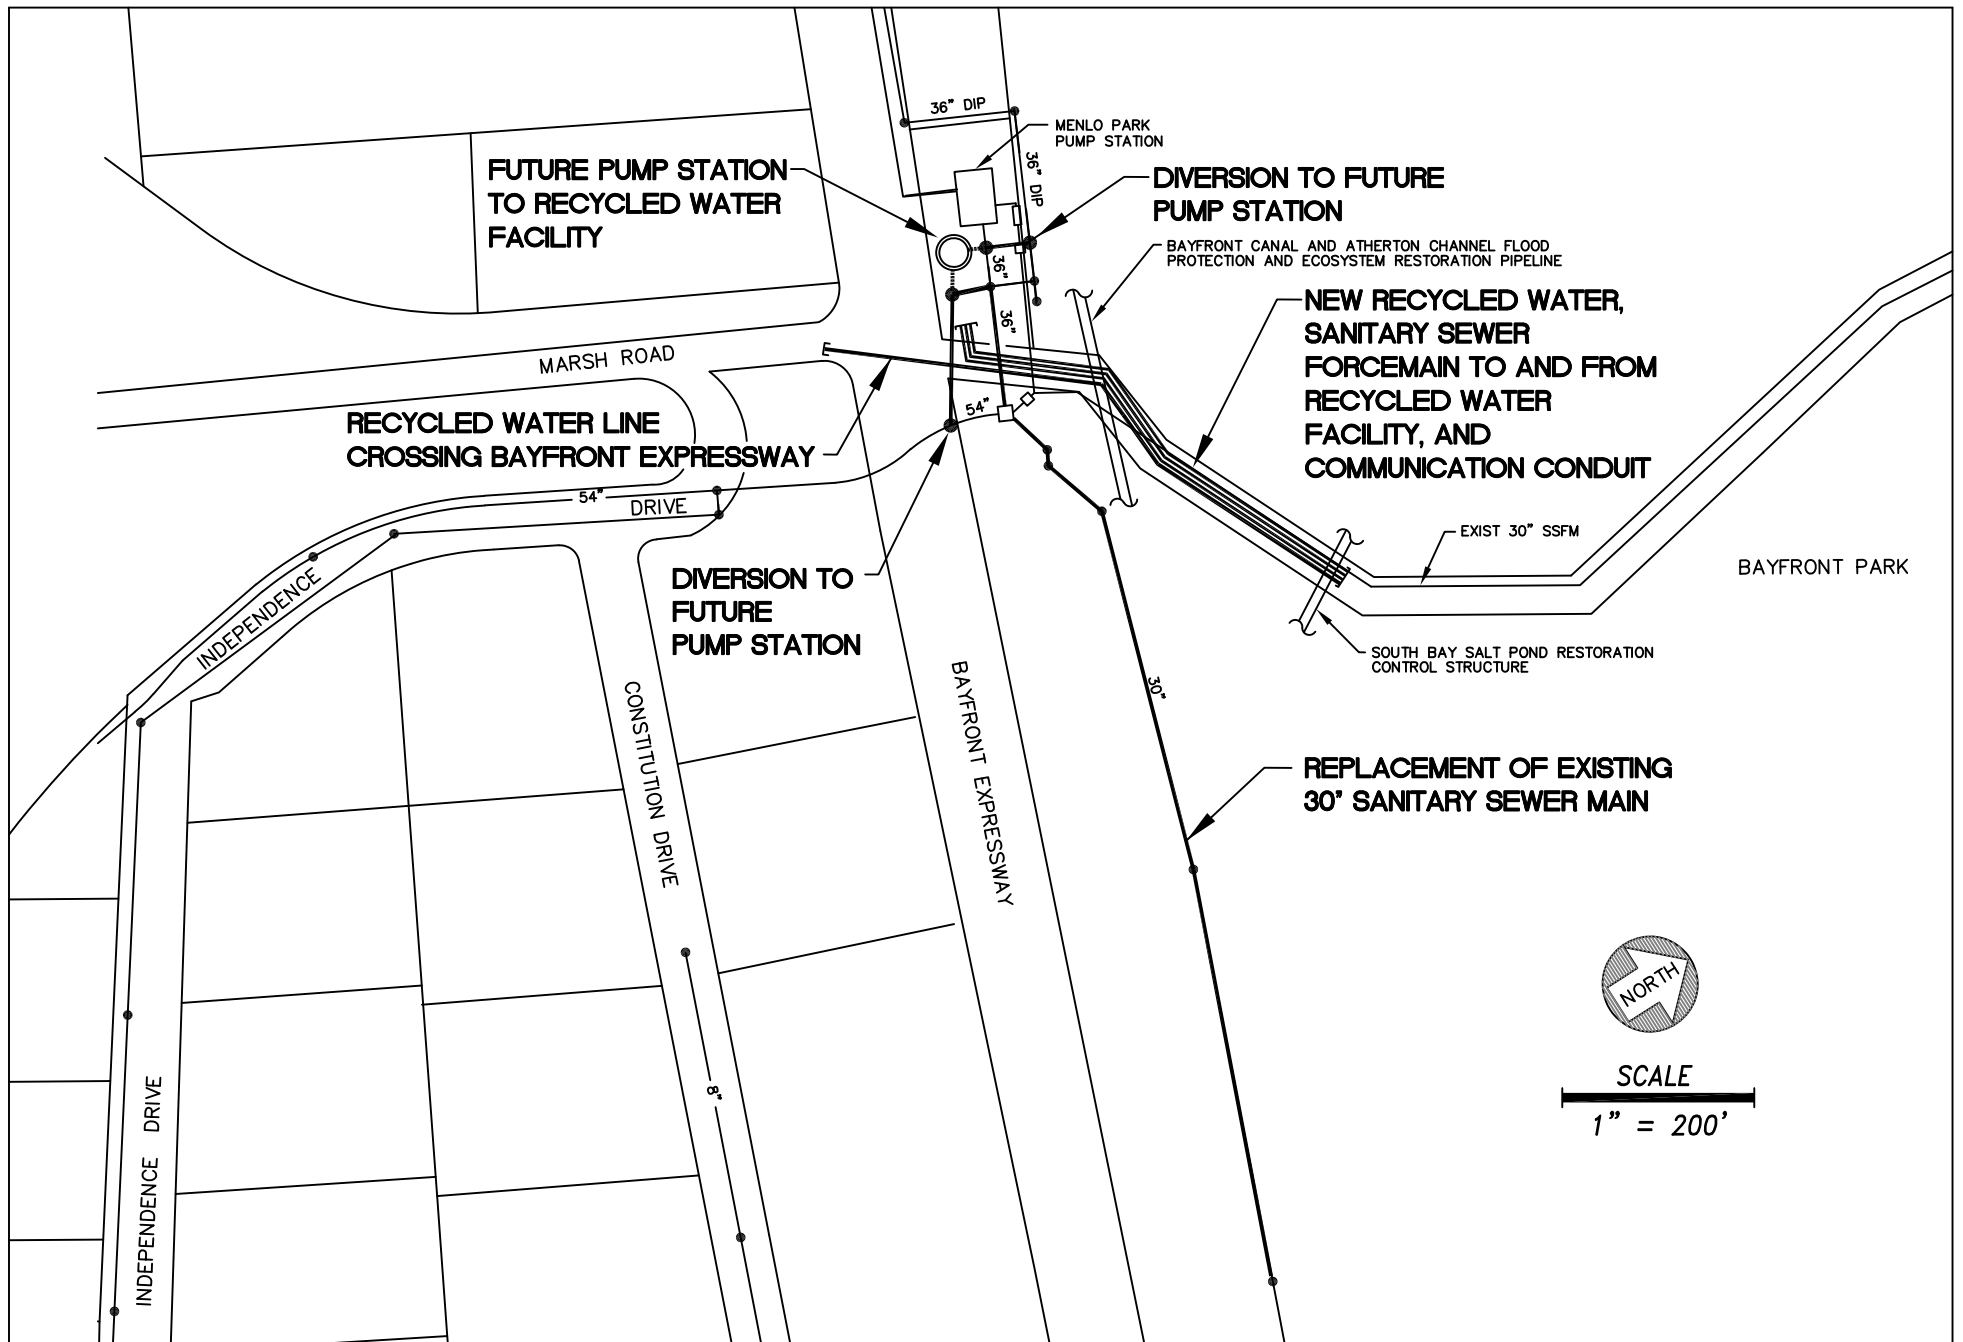 36" DIP
MENLO PARK
PUMP STATION
36" DIP
FUTURE PUMP STATION
TO RECYCLED WATER
FACILITY
DIVERSION TO FUTURE
PUMP STATION
BAYFRONT CANAL AND ATHERTON CHANNEL FLOOD
PROTECTION AND ECOSYSTEM RESTORATION PIPELINE
36"
36"
NEW RECYCLED WATER,
SANITARY SEWER
FORCEMAIN TO AND FROM
RECYCLED WATER
FACILITY, AND
COMMUNICATION CONDUIT
MARSH ROAD
RECYCLED WATER LINE
CROSSING BAYFRONT EXPRESSWAY
54"
54"
DRIVE
INDEPENDENCE
EXIST 30" SSFM
BAYFRONT PARK
DIVERSION TO
FUTURE
PUMP STATION
SOUTH BAY SALT POND RESTORATION
CONTROL STRUCTURE
30"
CONSTITUTION DRIVE
BAYFRONT EXPRESSWAY
REPLACEMENT OF EXISTING
30" SANITARY SEWER MAIN
NORTH
SCALE
1" = 200'
8"
INDEPENDENCE DRIVE